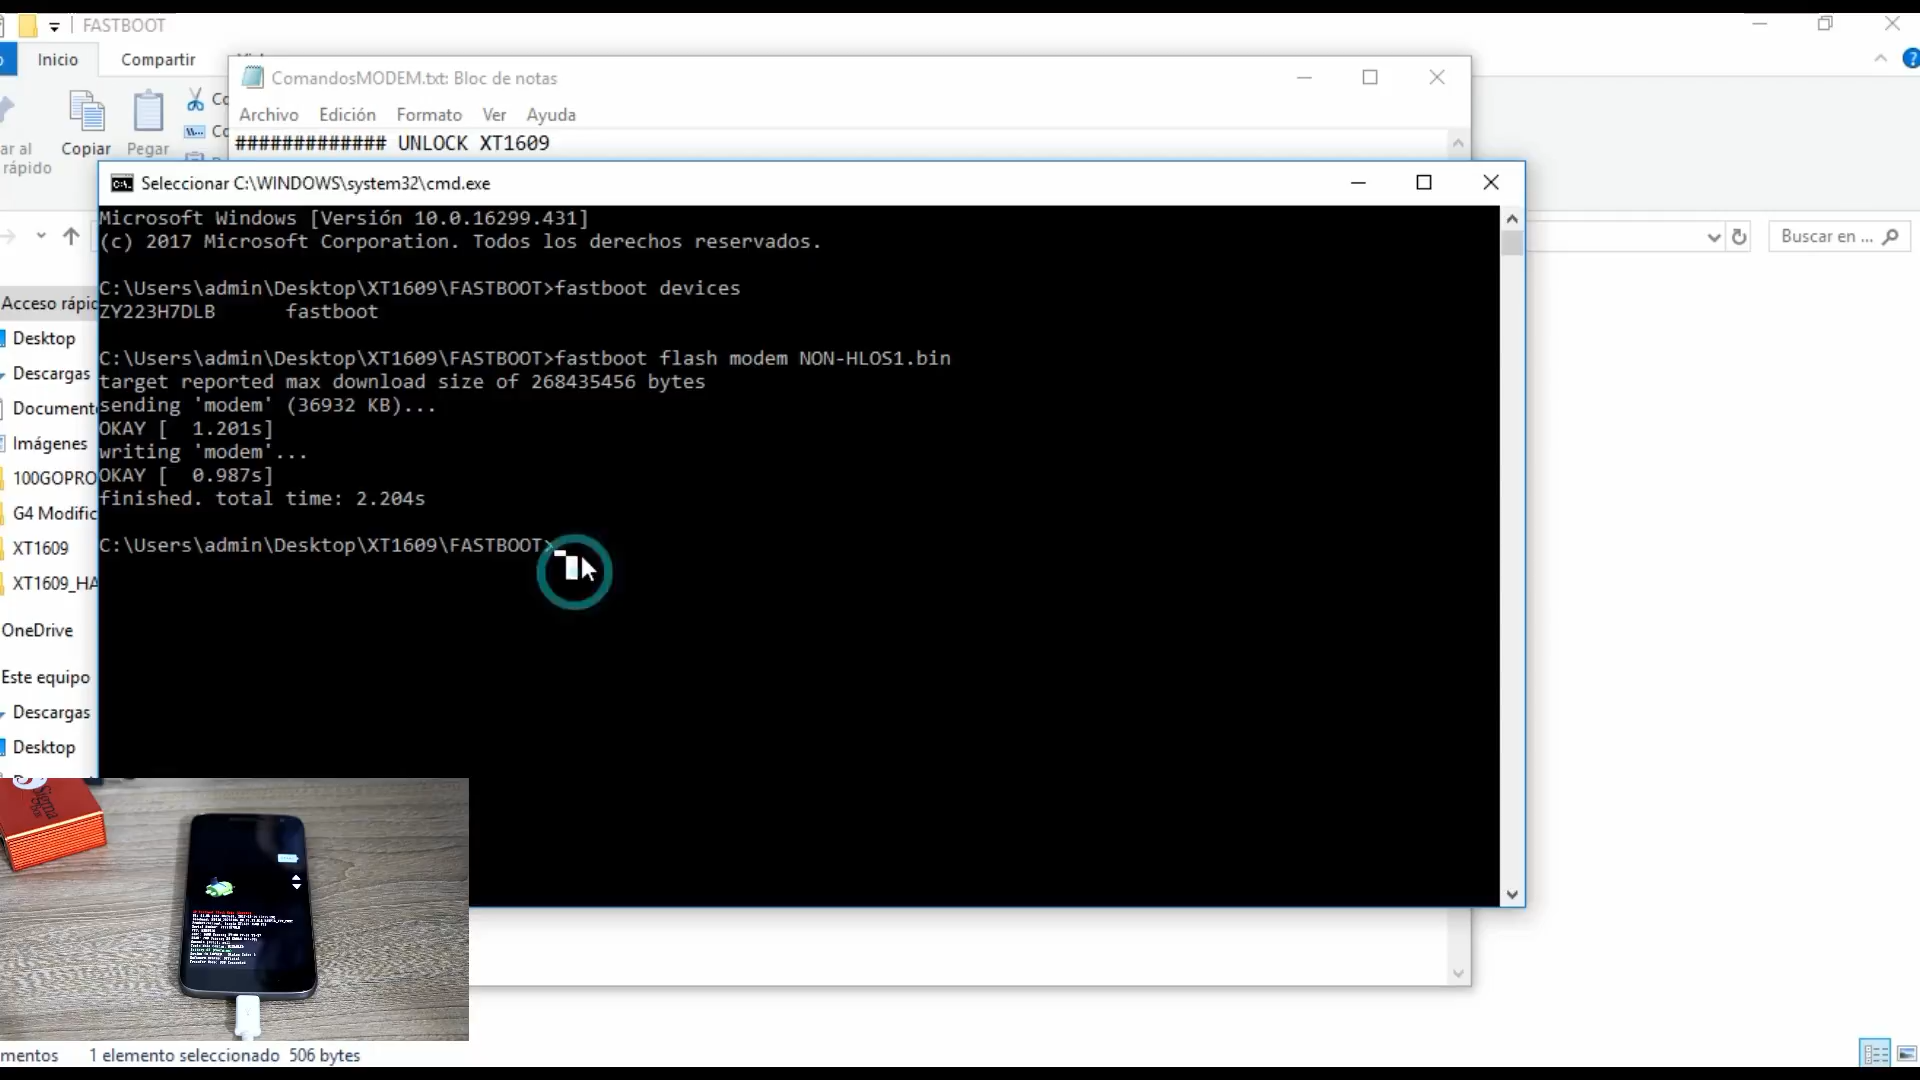 FASTBOOT
Inicio
Compartir
ComandosMODEM.txt: Bloc de notas
Archivo Edición Formato Ver Ayuda
############# UNLOCK XT1609
Copiar
Pegar
ar al
rápido
Seleccionar C:\WINDOWS\system32\cmd.exe
Microsoft Windows [Versión 10.0.16299.431]
(c) 2017 Microsoft Corporation. Todos los derechos reservados.
C:\Users\admin\Desktop\XT1609\FASTBOOT>fastboot devices
ZY223H7DLB fastboot
C:\Users\admin\Desktop\XT1609\FASTBOOT>fastboot flash modem NON-HLOS1.bin
target reported max download size of 268435456 bytes
sending 'modem' (36932 KB)...
OKAY [ 1.201s]
writing 'modem'...
OKAY [ 0.987s]
finished. total time: 2.204s
C:\Users\admin\Desktop\XT1609\FASTBOOT>
Buscar en ...
Acceso rápic
Desktop
Descargas
Document
Imágenes
100GOPRO
G4 Modific
XT1609
XT1609_HA
OneDrive
Este equipo
Descargas
Desktop
Sigma
mentos 1 elemento seleccionado 506 bytes